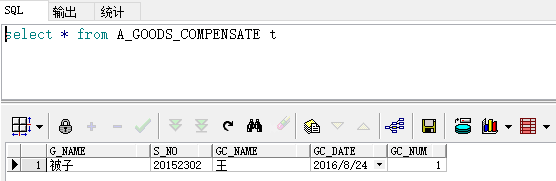 SQL 输出 统计
select * from A_GOODS_COMPENSATE t
G_NAME S_NO GC_NAME GC_DATE GC_NUM
1 被子 20152302 王 2016/8/24 1